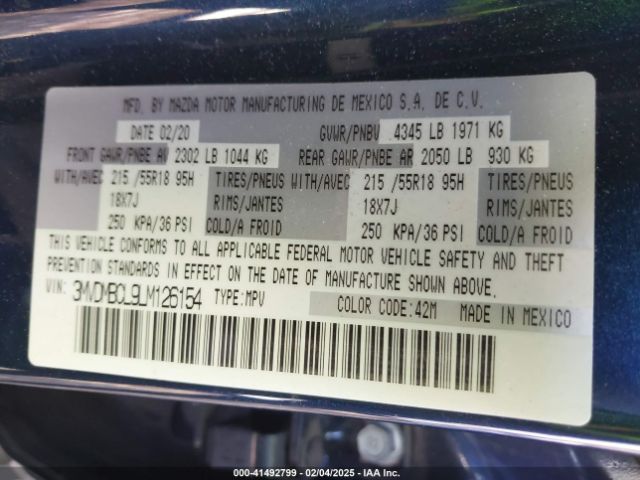 MFD. BY MAZDA MOTOR MANUFACTURING DE MEXICO S.A. DE C.V.
DATE 02/20 GVWR/PNBV 4345 LB 1971 KG
FRONT GAWR/PNBE AV 2302 LB 1044 KG REAR GAWR/PNBE AR 2050 LB 930 KG
WITH/AVEC 215 /55R18 95H TIRES/PNEUS WITH/AVEC 215 /55R18 95H TIRES/PNEUS
18X7J RIMS/JANTES 18X7J RIMS/JANTES
250 KPA/36 PSI COLD/A FROID 250 KPA/36 PSI COLD/A FROID
THIS VEHICLE CONFORMS TO ALL APPLICABLE FEDERAL MOTOR VEHICLE SAFETY AND THEFT
PREVENTION STANDARDS IN EFFECT ON THE DATE OF MANUFACTURE SHOWN ABOVE.
VIN: 3MVDMBCL9LM126154 TYPE: MPV COLOR CODE: 42M MADE IN MEXICO
© - 41492799 - 02/04/2025 - IAA, Inc.